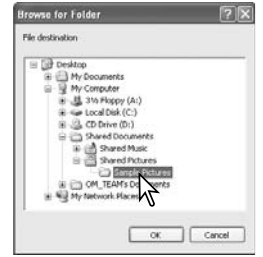 Browse for Folder
File destination
Desktop
My Documents
My Computer
3½ Floppy (A:)
Local Disk (C:)
CD Drive (D:)
Shared Documents
Shared Music
Shared Pictures
Sample Pictures
OM_TEAM's Documents
My Network Places
OK
Cancel